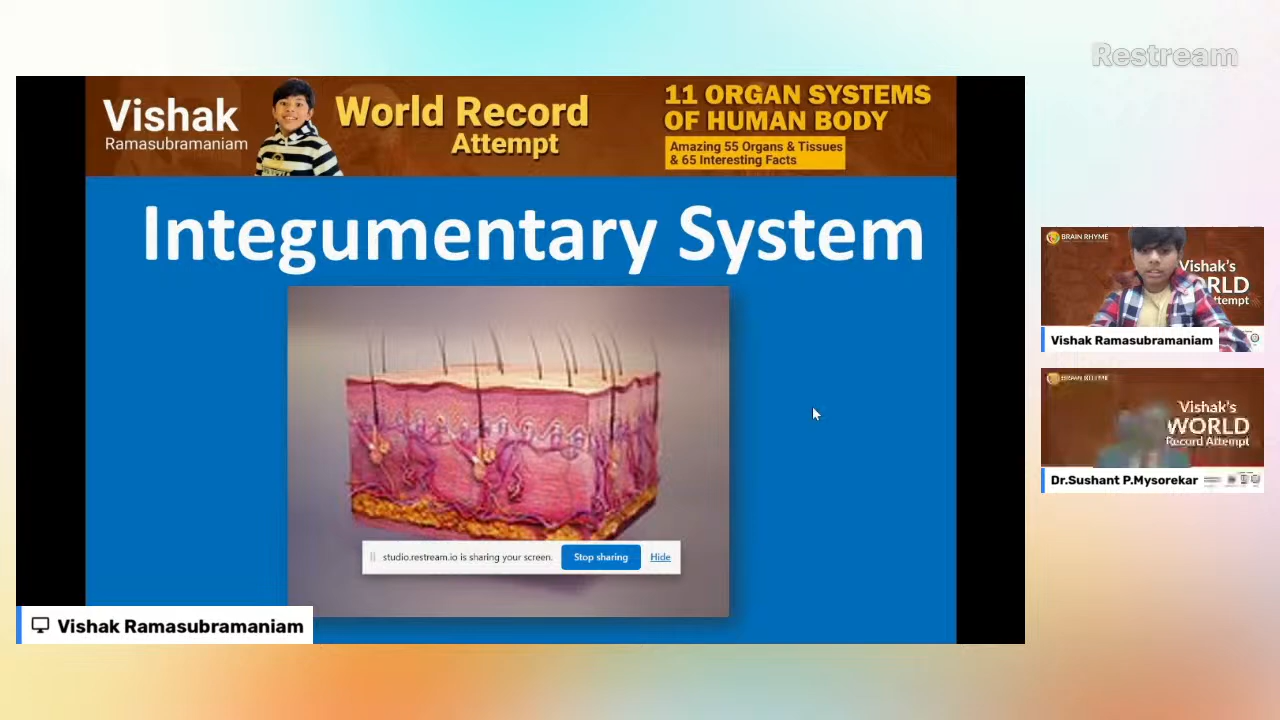 Restream
Vishak
Ramasubramaniam
World Record
Attempt
11 ORGAN SYSTEMS
OF HUMAN BODY
Amazing 55 Organs & Tissues
& 65 Interesting Facts
Integumentary System
studio.restream.io is sharing your screen.
Stop sharing
Hide
Vishak Ramasubramaniam
BRAIN RHYME
Vishak's
Vishak Ramasubramaniam
BRAIN RHYME
Vishak's
WORLD
Record Attempt
Dr.Sushant P.Mysorekar